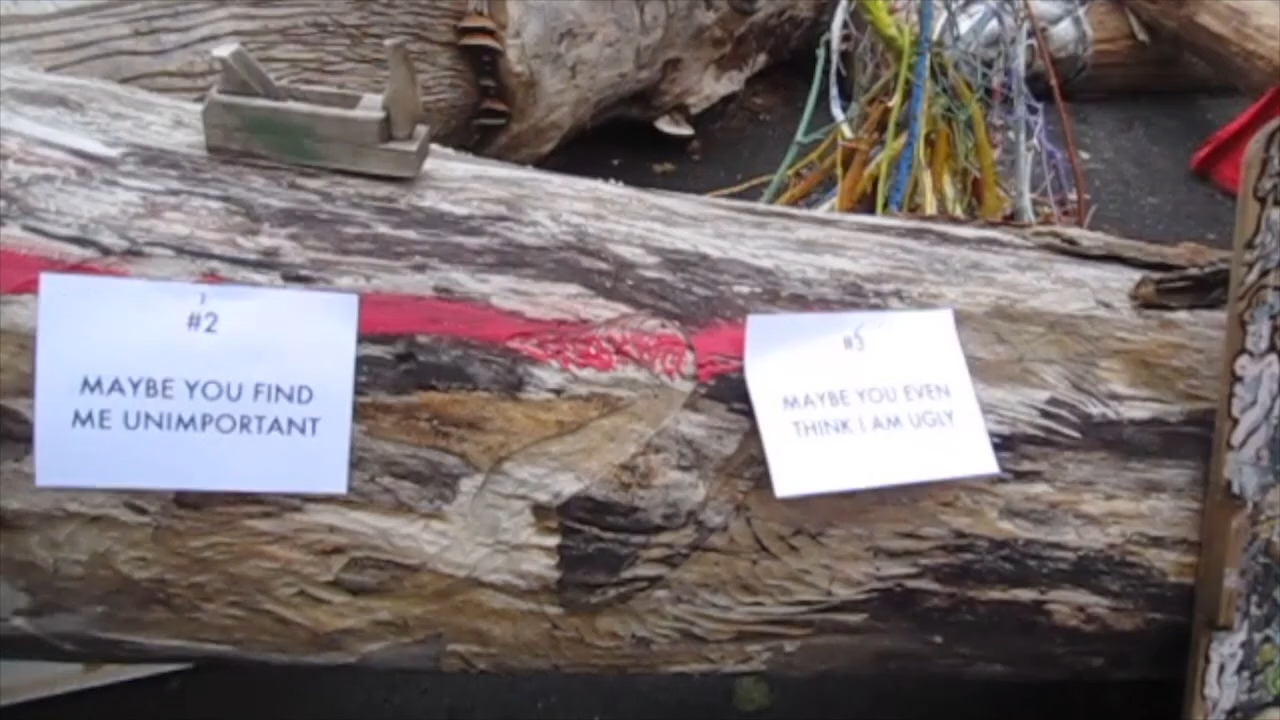 #2
MAYBE YOU FIND
ME UNIMPORTANT
#3
MAYBE YOU EVEN
THINK I AM UGLY